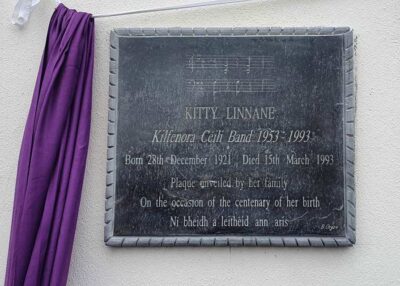 KITTY LINNANE
Kilfenora Ceili Band 1953 - 1993
Born 28th December 1921, Died 15th March 1993
Plaque unveiled by her family
On the occasion of the centenary of her birth
Ní bheidh a leithéid ann arís